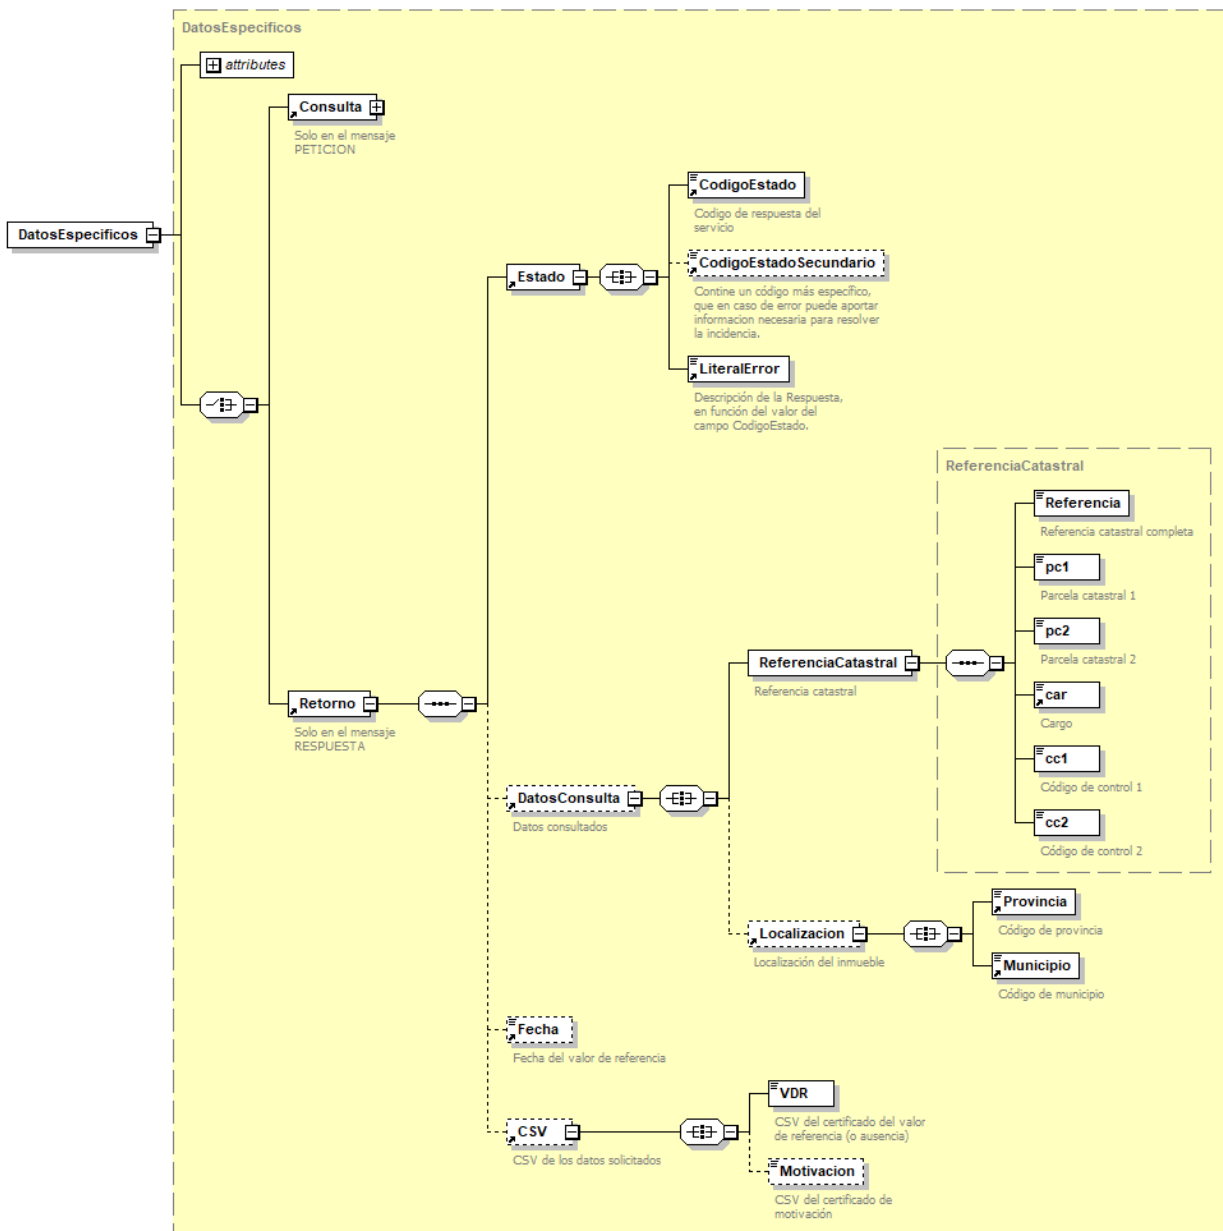 DatosEspecificos
attributes
Consulta
Solo en el mensaje
PETICION
DatosEspecificos
CodigoEstado
Codigo de respuesta del
servicio
Estado
CodigoEstadoSecundario
Contine un código más específico,
que en caso de error puede aportar
informacion necesaria para resolver
la incidencia.
LiteralError
Descripción de la Respuesta,
en función del valor del
campo CodigoEstado.
ReferenciaCatastral
Referencia
Referencia catastral completa
pc1
Parcela catastral 1
pc2
Parcela catastral 2
ReferenciaCatastral
Referencia catastral
car
Cargo
Retorno
Solo en el mensaje
RESPUESTA
cc1
Código de control 1
DatosConsulta
Datos consultados
cc2
Código de control 2
Provincia
Código de provincia
Localizacion
Localización del inmueble
Municipio
Código de municipio
Fecha
Fecha del valor de referencia
VDR
CSV del certificado del valor
de referencia (o ausencia)
CSV
CSV de los datos solicitados
Motivacion
CSV del certificado de
motivación